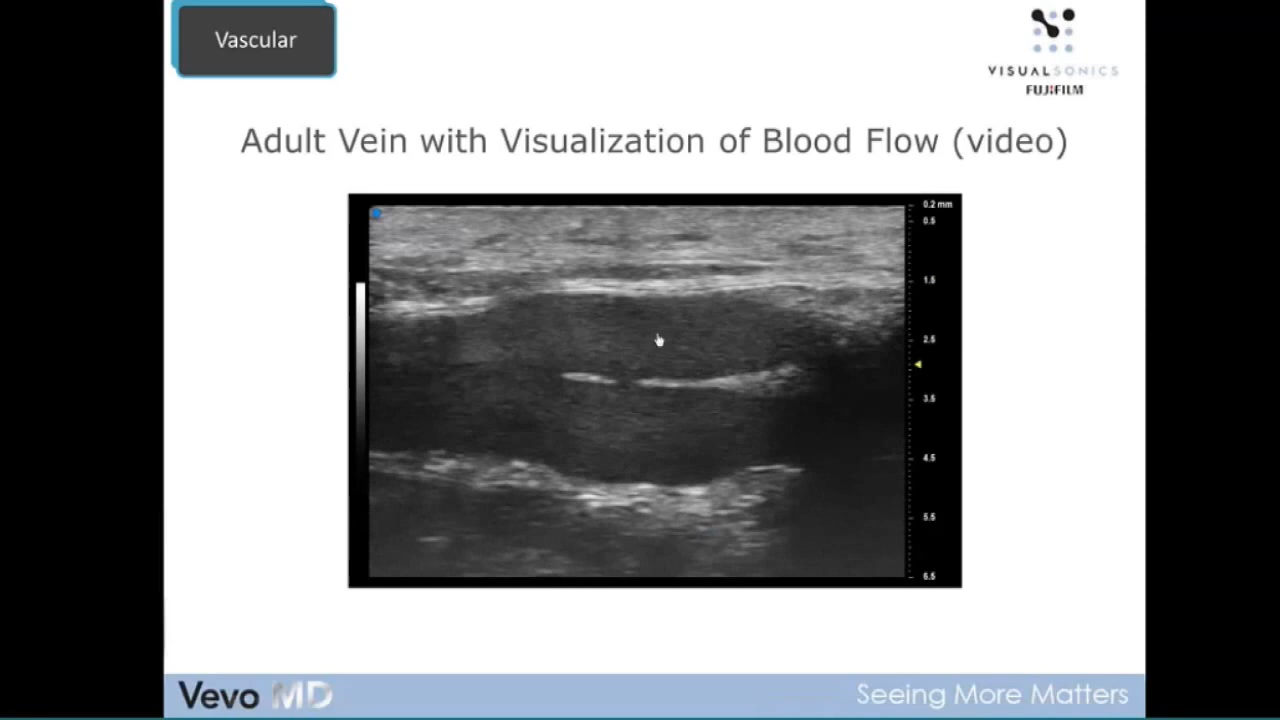 Vascular
VISUALSONICS
FUJIFILM
Adult Vein with Visualization of Blood Flow (video)
0.2 mm
0.5
1.5
2.5
3.5
4.5
5.5
6.5
Vevo MD
Seeing More Matters